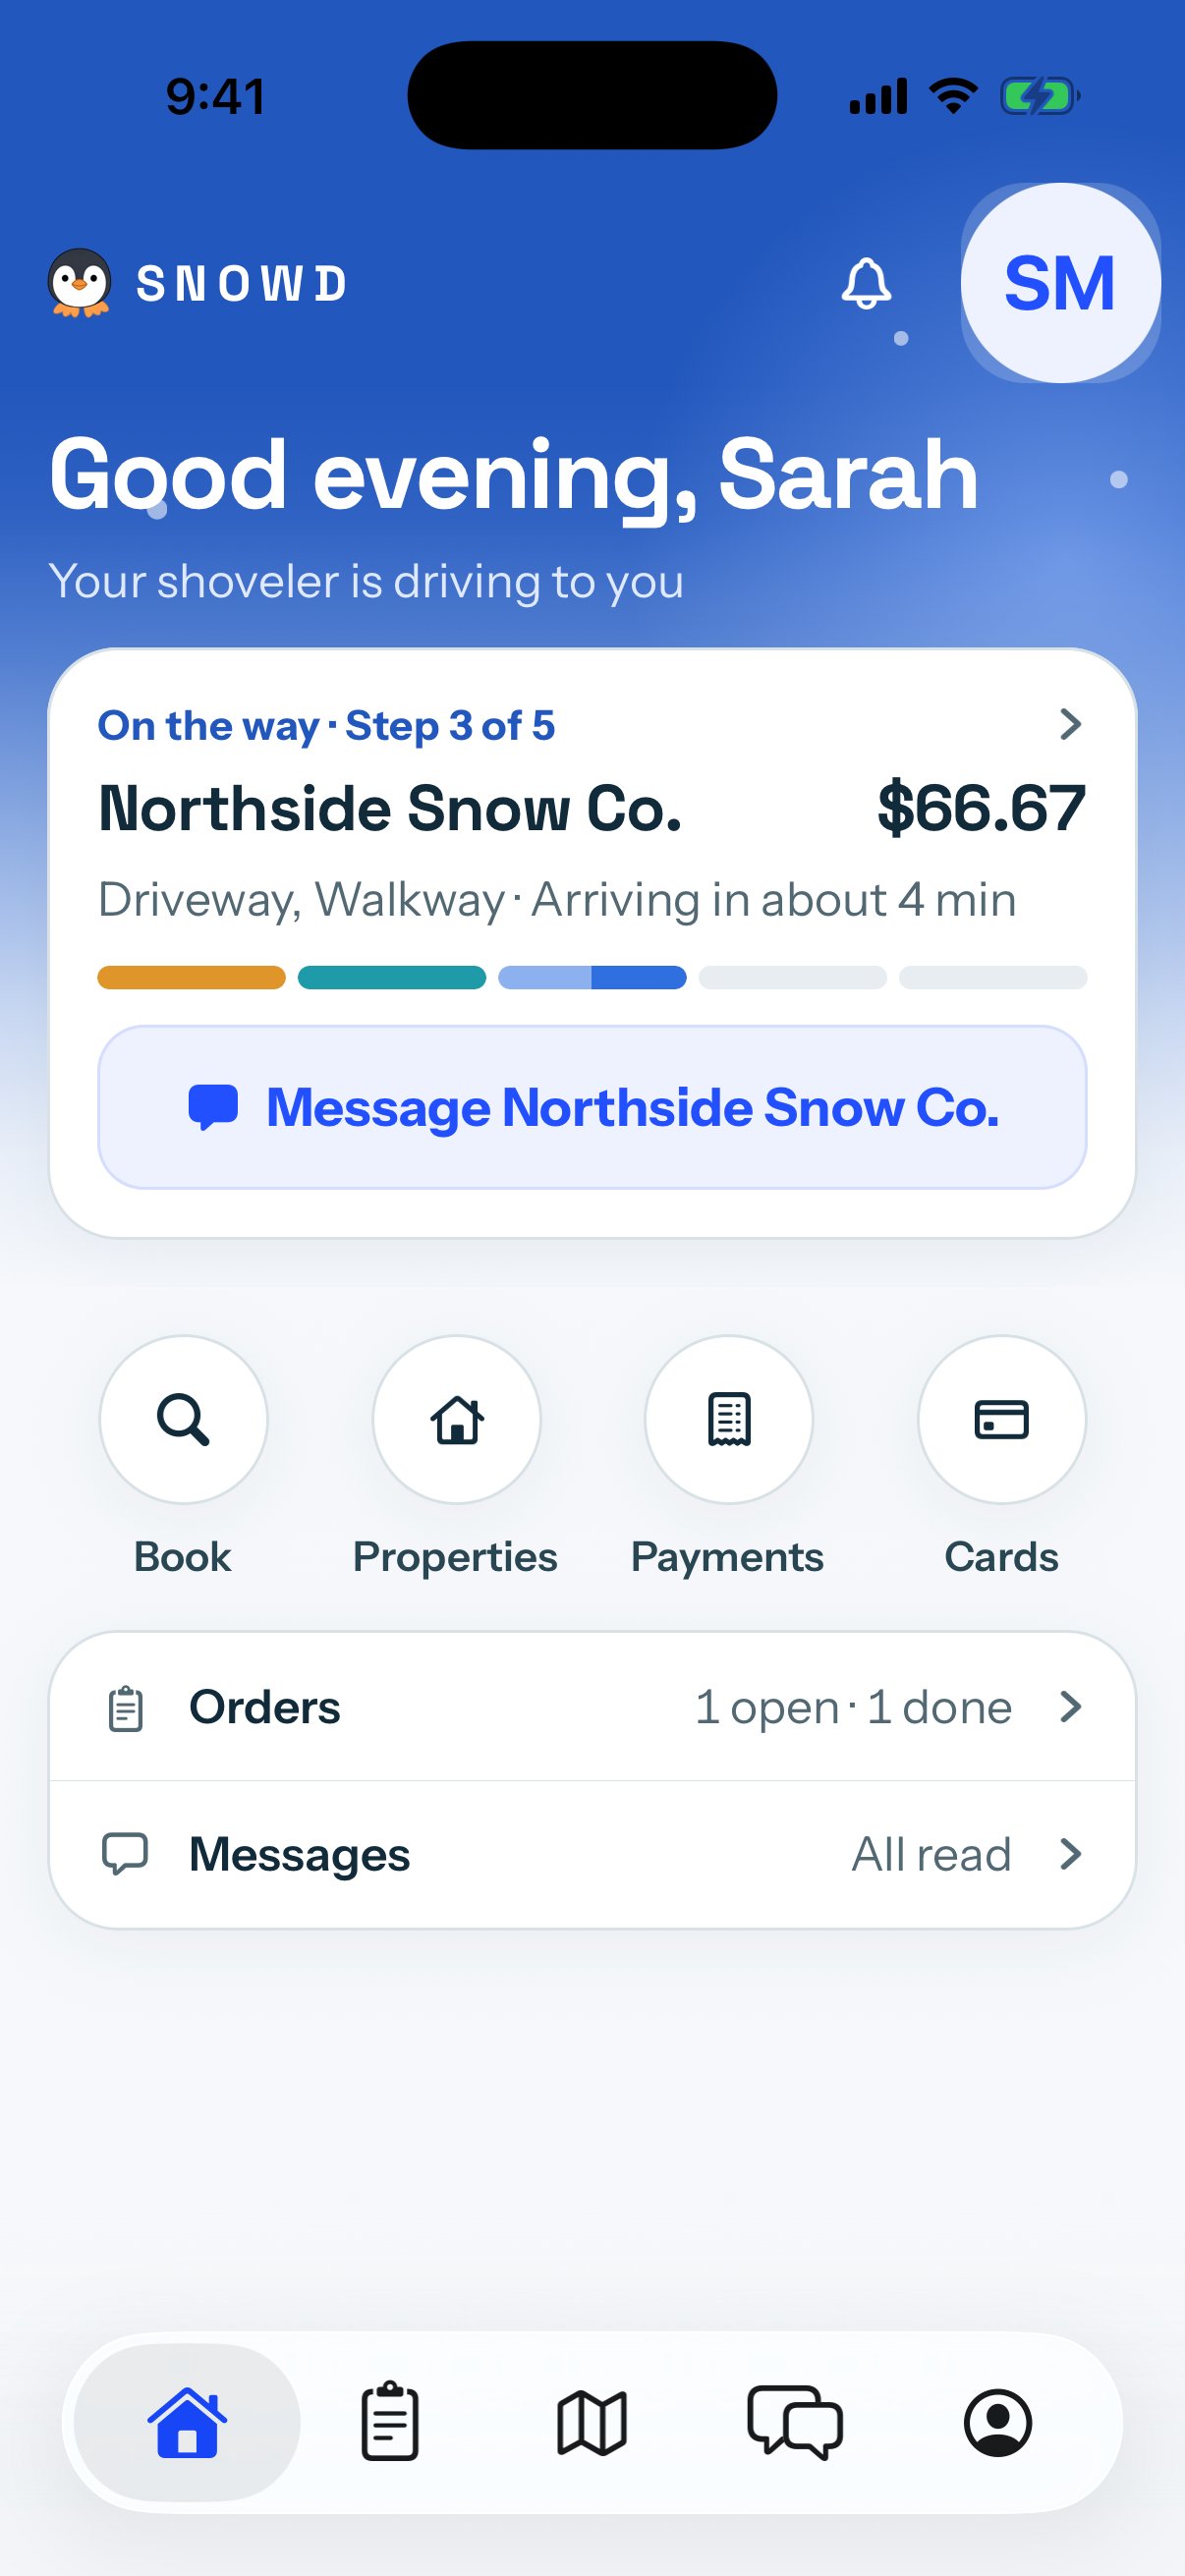 9:41
SNOWD
SM
Good evening, Sarah
Your shoveler is driving to you
On the way · Step 3 of 5
Northside Snow Co. $66.67
Driveway, Walkway · Arriving in about 4 min
Message Northside Snow Co.
Book Properties Payments Cards
Orders 1 open · 1 done
Messages All read